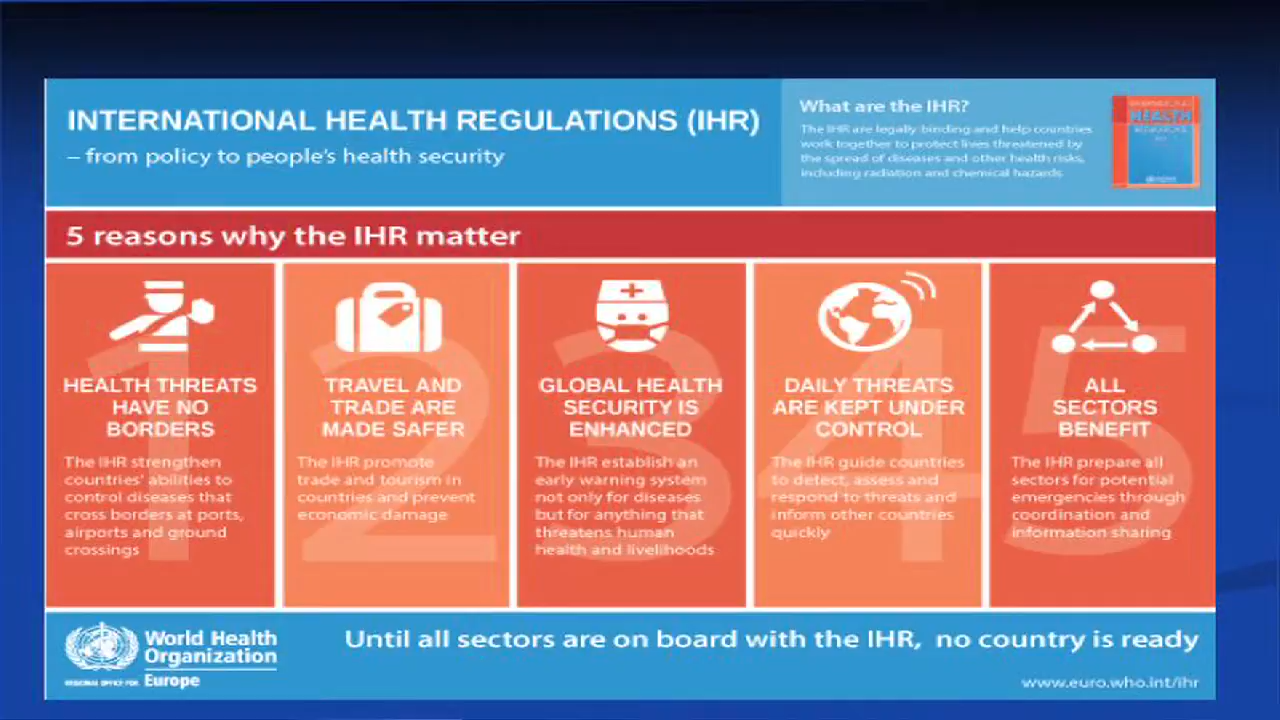 INTERNATIONAL HEALTH REGULATIONS (IHR)
– from policy to people's health security
What are the IHR?
The IHR are legally binding and help countries
work together to protect lives threatened by
the spread of diseases and other health risks,
including radiation and chemical hazards
HEALTH
5 reasons why the IHR matter
1
HEALTH THREATS
HAVE NO
BORDERS
The IHR strengthen
countries' abilities to
control diseases that
cross borders at ports,
airports and ground
crossings
2
TRAVEL AND
TRADE ARE
MADE SAFER
The IHR promote
trade and tourism in
countries and prevent
economic damage
3
GLOBAL HEALTH
SECURITY IS
ENHANCED
The IHR establish an
early warning system
not only for diseases
but for anything that
threatens human
health and livelihoods
4
DAILY THREATS
ARE KEPT UNDER
CONTROL
The IHR guide countries
to detect, assess and
respond to threats and
inform other countries
quickly
5
ALL
SECTORS
BENEFIT
The IHR prepare all
sectors for potential
emergencies through
coordination and
information sharing
World Health
Organization
REGIONAL OFFICE FOR Europe
Until all sectors are on board with the IHR, no country is ready
www.euro.who.int/ihr